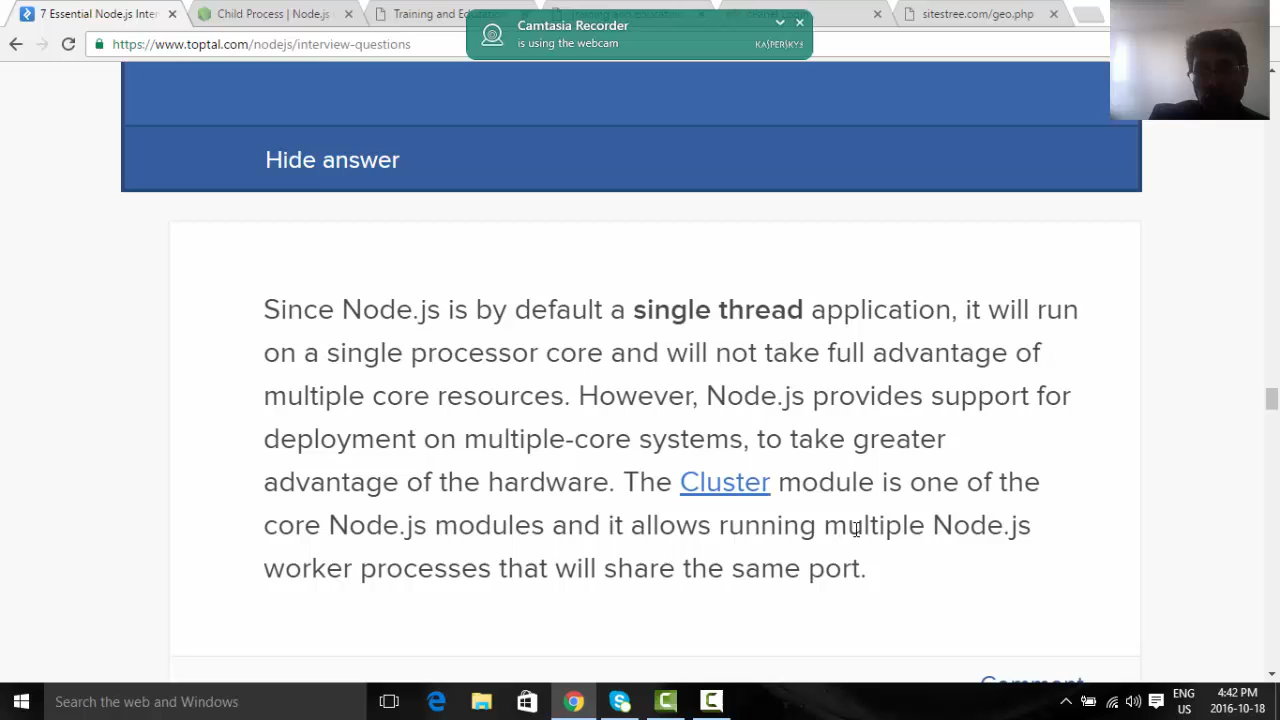 7 Essential Node.js Inter
Child Process | Node.js
Training and Educatio
sitestree.com/geo.php
Camtasia Recorder
is using the webcam
KASPERSKY
https://www.toptal.com/nodejs/interview-questions
Hide answer
Since Node.js is by default a single thread application, it will run
on a single processor core and will not take full advantage of
multiple core resources. However, Node.js provides support for
deployment on multiple-core systems, to take greater
advantage of the hardware. The Cluster module is one of the
core Node.js modules and it allows running multiple Node.js
worker processes that will share the same port.
Comment
Search the web and Windows
ENG
US
4:42 PM
2016-10-18